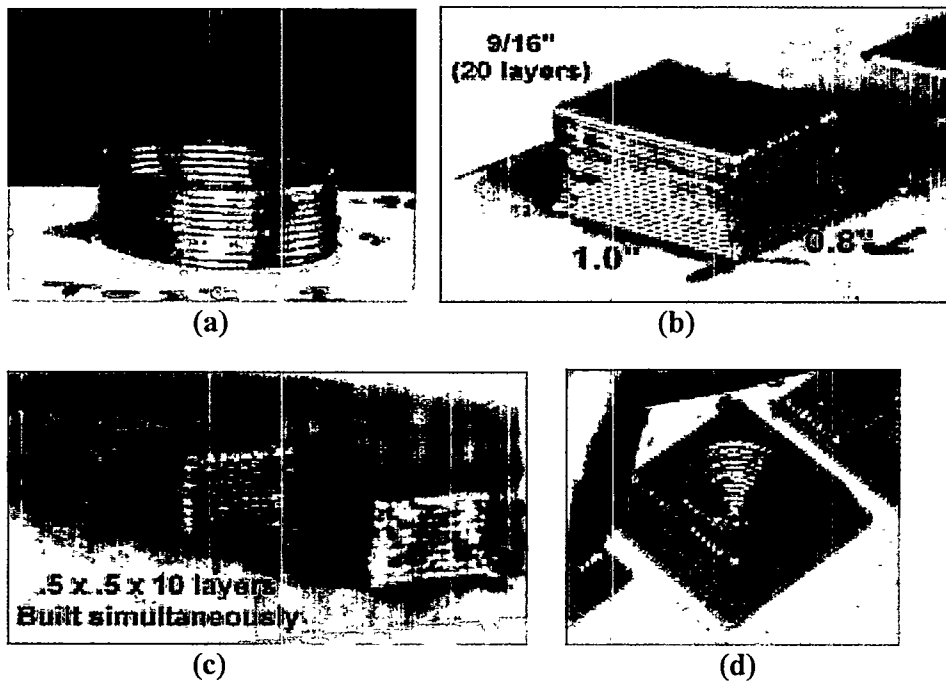 9/16"
(20 layers)
1.0"
0.8"
(a)
(b)
.5 x .5 x 10 layers
Built simultaneously
(c)
(d)